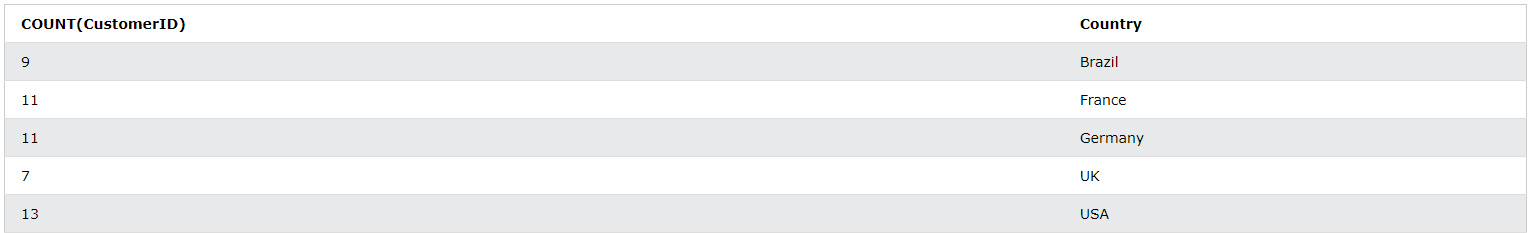 COUNT(CustomerID) Country
9 Brazil
11 France
11 Germany
7 UK
13 USA